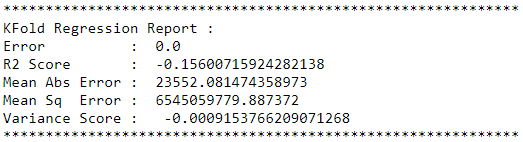 ************************************************************
KFold Regression Report :
Error           :  0.0
R2 Score        :  -0.15600715924282138
Mean Abs Error :  23552.081474358973
Mean Sq  Error :  6545059779.887372
Variance Score :   -0.0009153766209071268
************************************************************